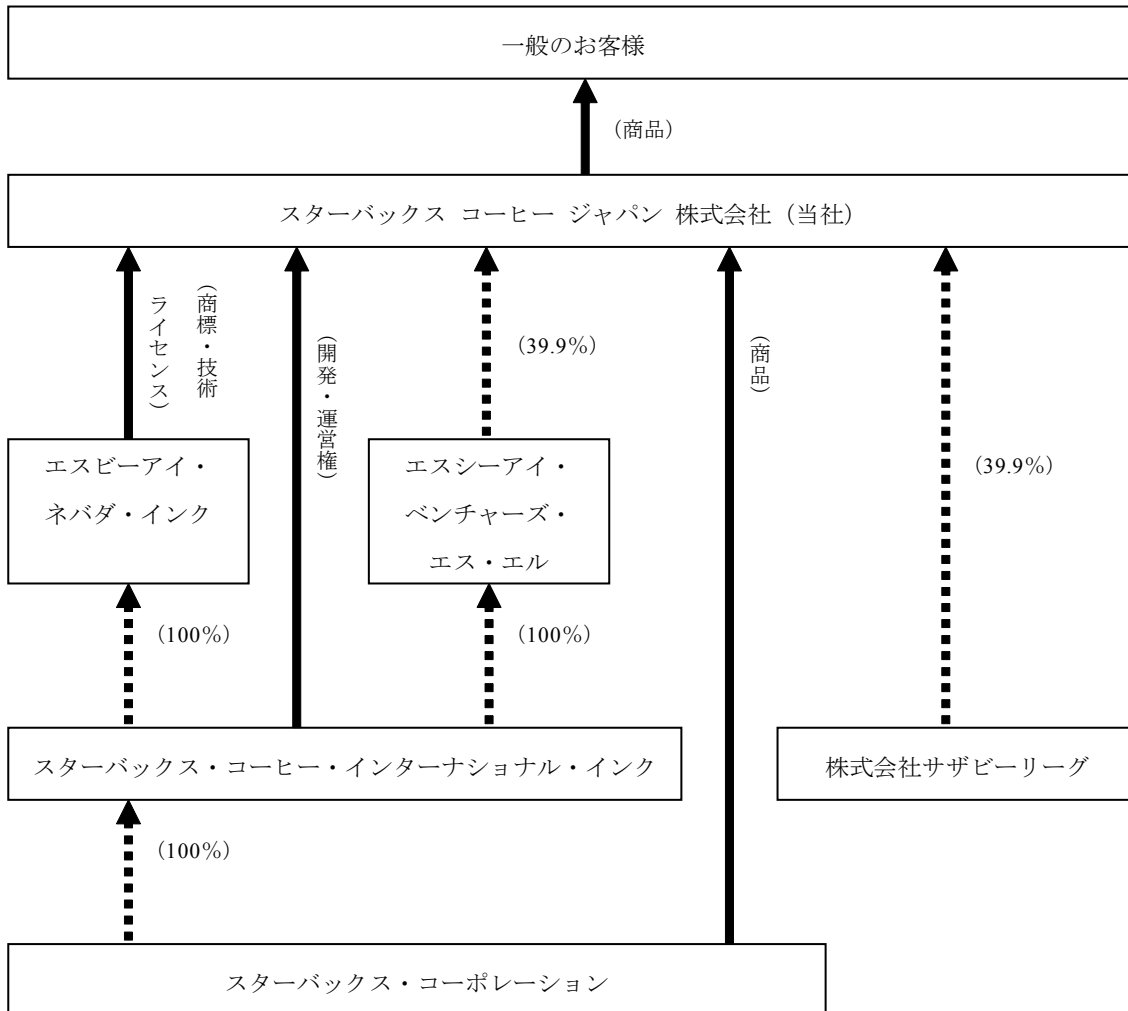 一般のお客様
(商品)
スターバックス コーヒー ジャパン 株式会社 (当社)
(商標・技術
ライセンス)
(開発・運営権)
(39.9%)
(商品)
(39.9%)
エスビーアイ・
ネバダ・インク
エスシーアイ・
ベンチャーズ・
エス・エル
(100%)
(100%)
スターバックス・コーヒー・インターナショナル・インク
株式会社サザビーリーグ
(100%)
スターバックス・コーポレーション